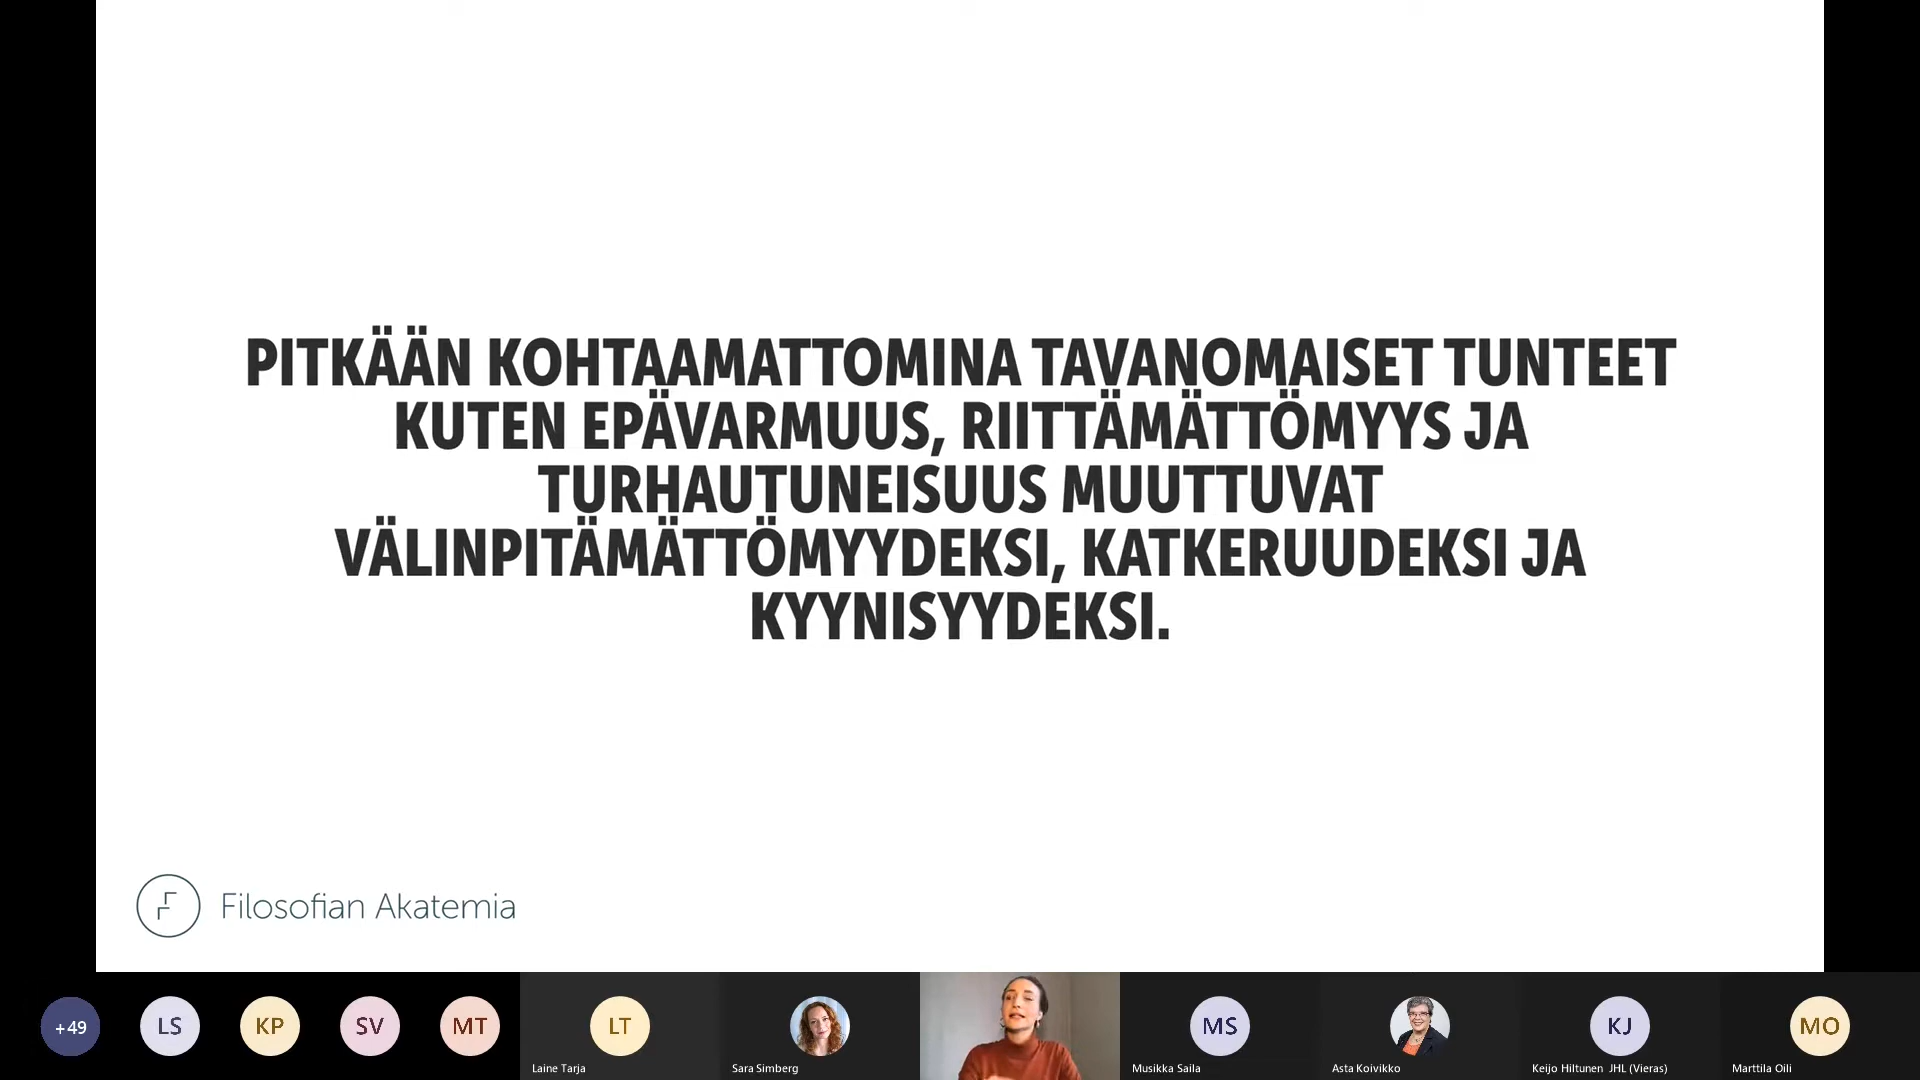 PITKÄÄN KOHTAAMATTOMINA TAVANOMAISET TUNTEET
KUTEN EPÄVARMUUS, RIITTÄMÄTTÖMYYS JA
TURHAUTUNEISUUS MUUTTUVAT
VÄLINPITÄMÄTTÖMYYDEKSI, KATKERUUDEKSI JA
KYYNISYYDEKSI.
Filosofian Akatemia
+49
LS
KP
SV
MT
LT
MS
KJ
MO
Laine Tarja
Sara Simberg
Musikka Saila
Asta Koivikko
Keijo Hiltunen JHL (Vieras)
Marttila Oili